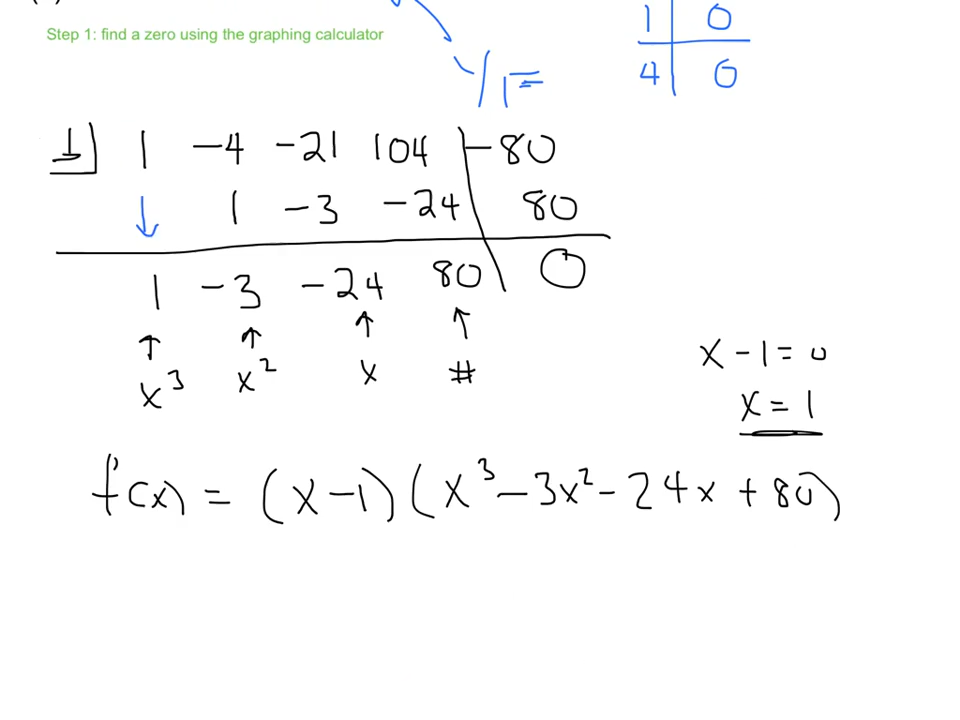 1 | 0
Step 1: find a zero using the graphing calculator
Y1=
4 | 0
1 1 -4 -21 104 -80
↓ 1 -3 -24 80
1 -3 -24 80 0
↑ ↑ ↑ ↑
x³ x² x #
x - 1 = 0
x = 1
f(x) = (x - 1)(x³ - 3x² - 24x + 80)